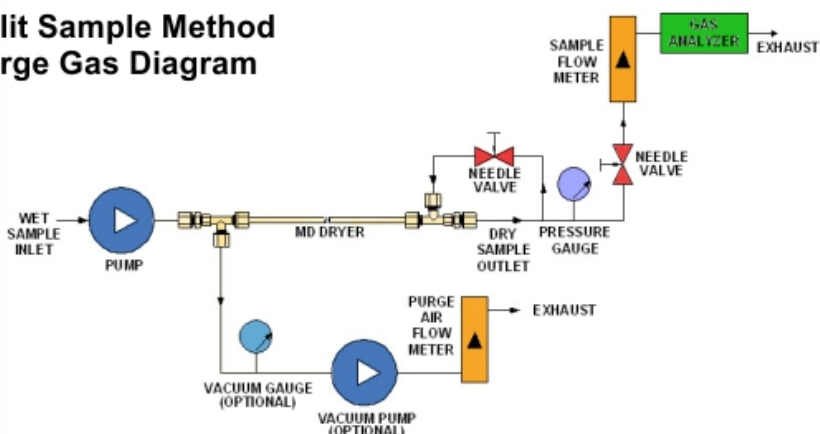 lit Sample Method
rge Gas Diagram
GAS
ANALYZER
EXHAUST
SAMPLE
FLOW
METER
NEEDLE
VALVE
NEEDLE
VALVE
WET
SAMPLE
INLET
PUMP
MD DRYER
DRY
SAMPLE
OUTLET
PRESSURE
GAUGE
PURGE
AIR
FLOW
METER
EXHAUST
VACUUM GAUGE
(OPTIONAL)
VACUUM PUMP
(OPTIONAL)